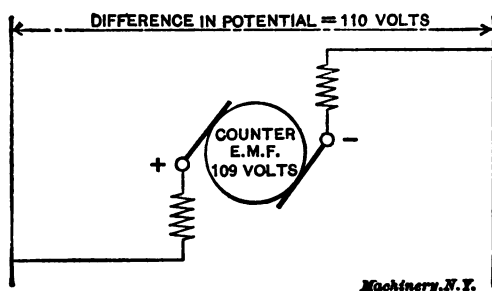 DIFFERENCE IN POTENTIAL = 110 VOLTS
COUNTER
E.M.F.
109 VOLTS
+
-
Machinery, N.Y.